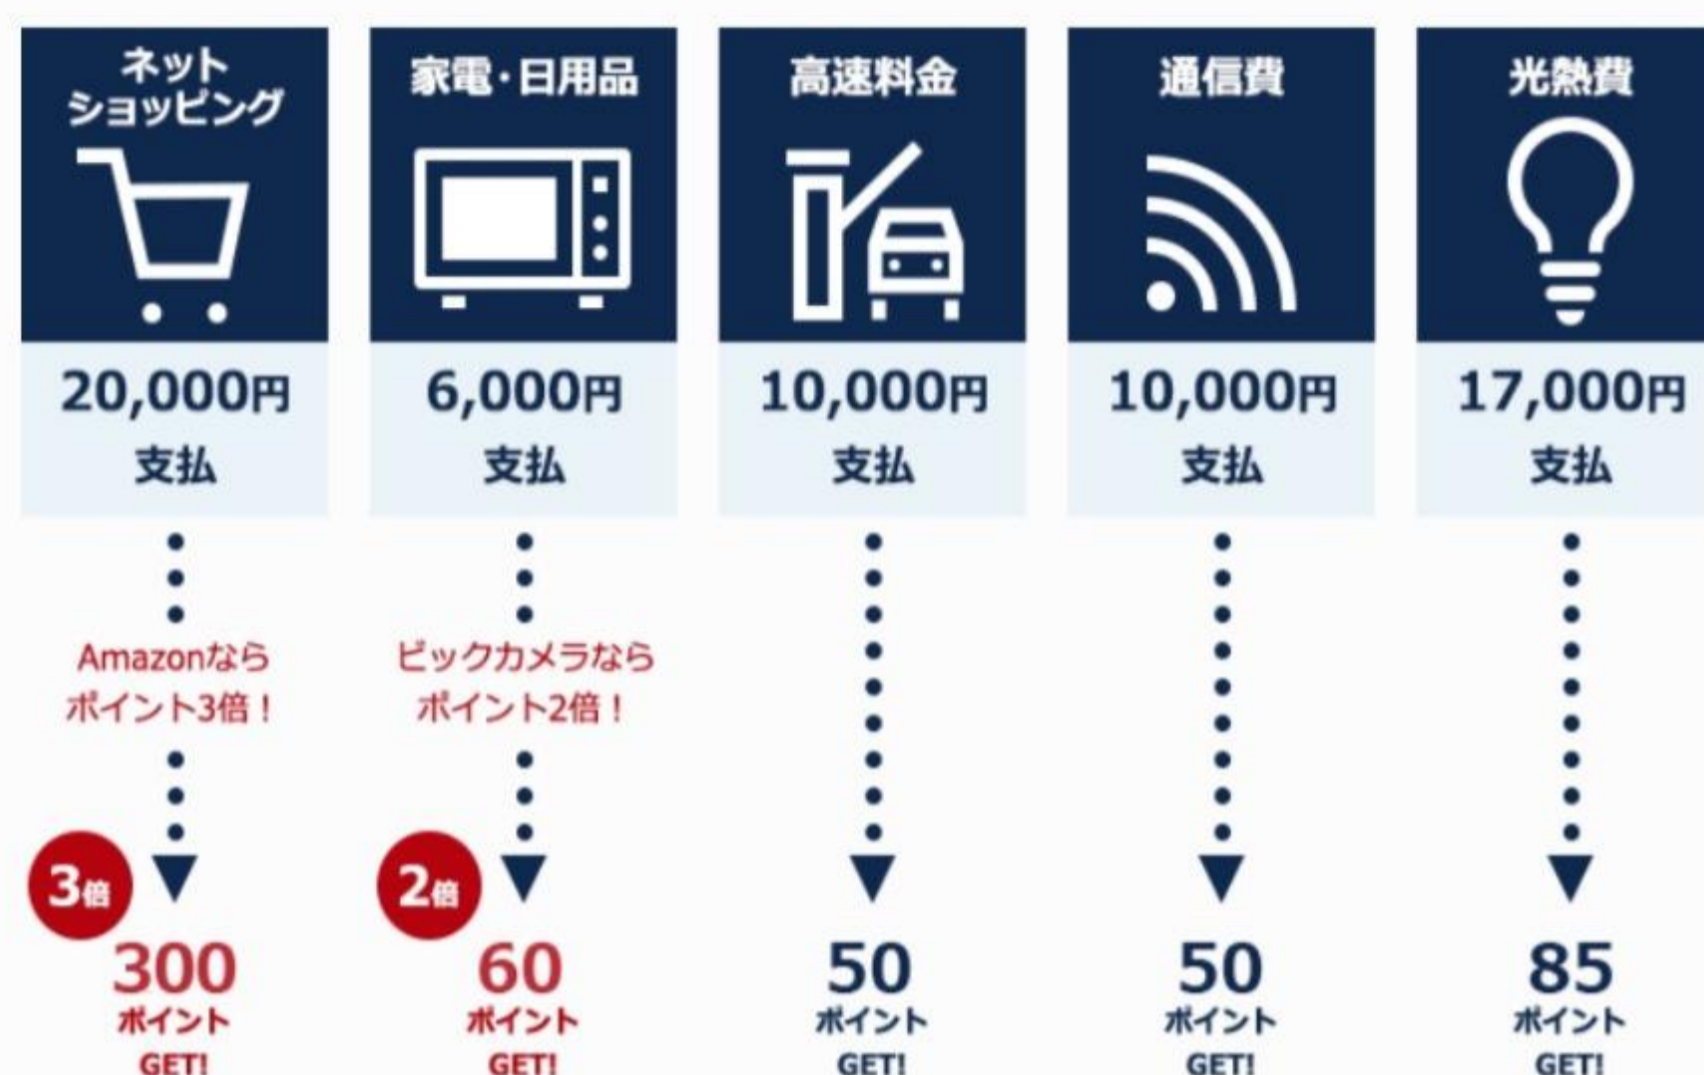 ネット
ショッピング
20,000円
支払
Amazonなら
ポイント3倍！
3倍
300
ポイント
GET!
家電・日用品
6,000円
支払
ビックカメラなら
ポイント2倍！
2倍
60
ポイント
GET!
高速料金
10,000円
支払
50
ポイント
GET!
通信費
10,000円
支払
50
ポイント
GET!
光熱費
17,000円
支払
85
ポイント
GET!